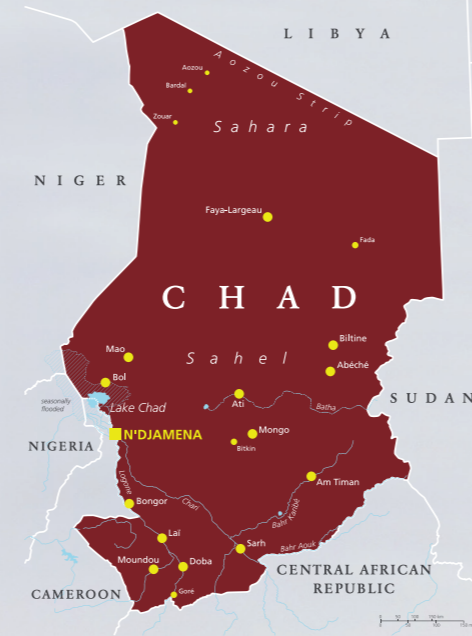 LIBYA
Aozou Strip
Aozou
Bardaï
Zouar
Sahara
NIGER
Faya-Largeau
Fada
CHAD
Biltine
Mao
Sahel
Abéché
Bol
seasonally
flooded
Lake Chad
Ati
Batha
SUDAN
N'DJAMENA
Mongo
Bitkin
NIGERIA
Logone
Am Timan
Chari
Bongor
Bahr Karibè
Laï
Sarh
Bahr Aouk
Moundou
Doba
CENTRAL AFRICAN
REPUBLIC
Goré
CAMEROON